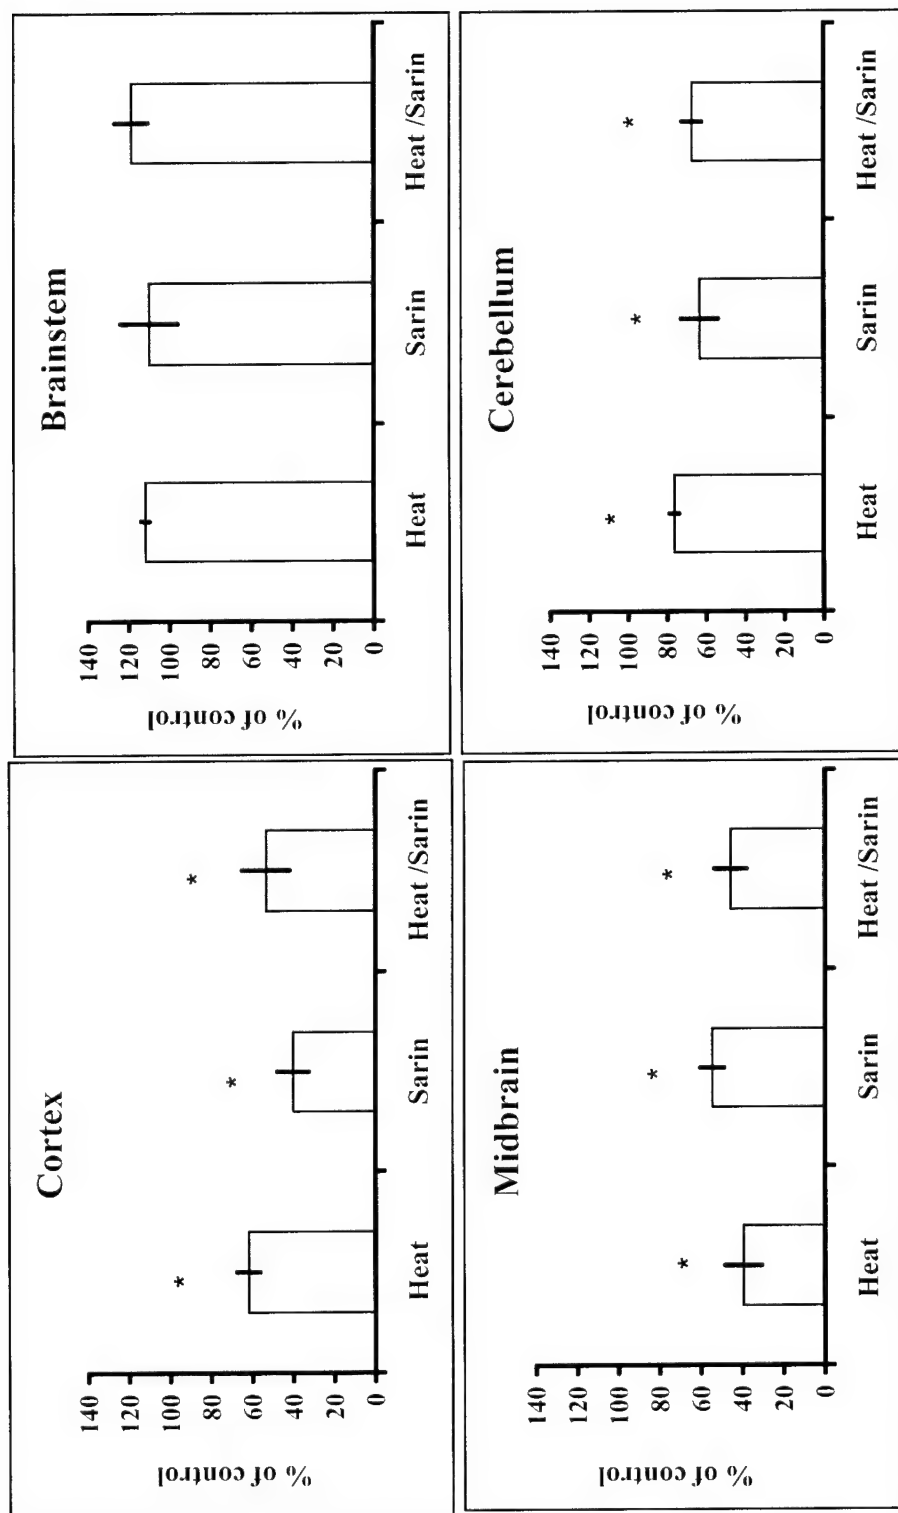 Cortex
% of control
140
120
100
80
60
40
20
0
*
*
*
Heat
Sarin
Heat /Sarin
Brainstem
% of control
140
120
100
80
60
40
20
0
Heat
Sarin
Heat /Sarin
Midbrain
% of control
140
120
100
80
60
40
20
0
*
*
*
Heat
Sarin
Heat /Sarin
Cerebellum
% of control
140
120
100
80
60
40
20
0
*
*
*
Heat
Sarin
Heat /Sarin